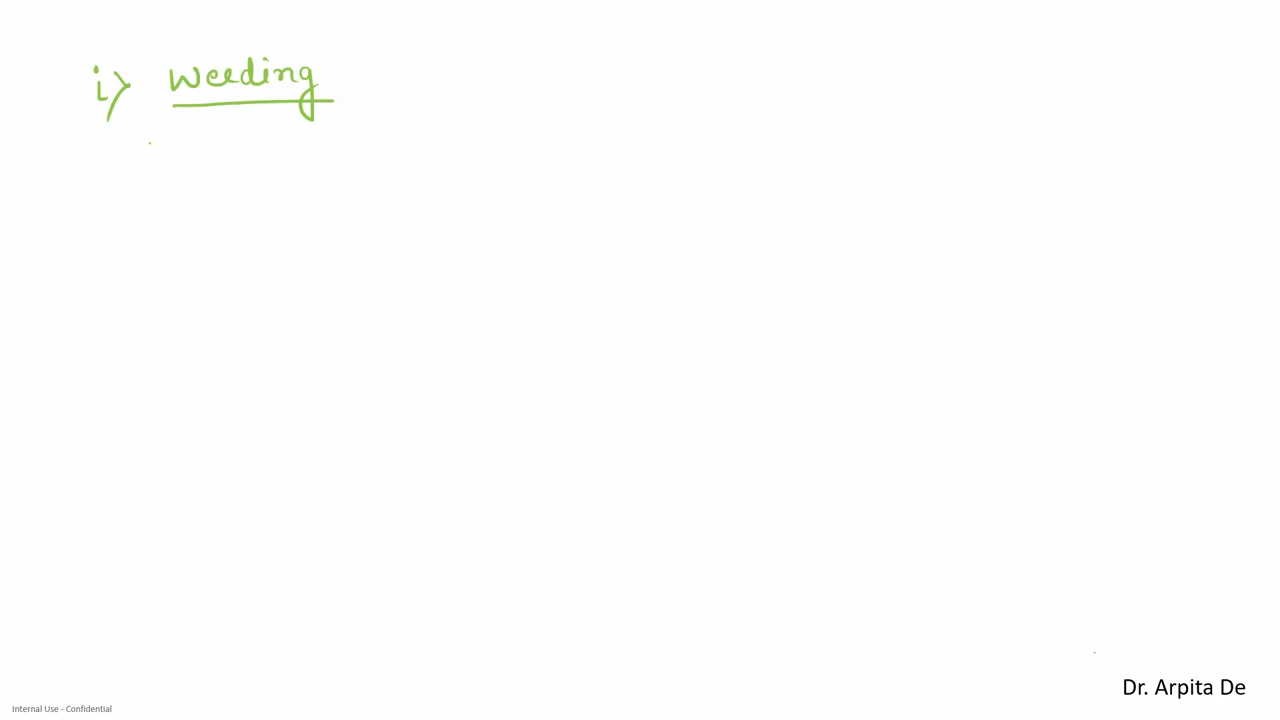 i) Weeding
Dr. Arpita De
Internal Use - Confidential